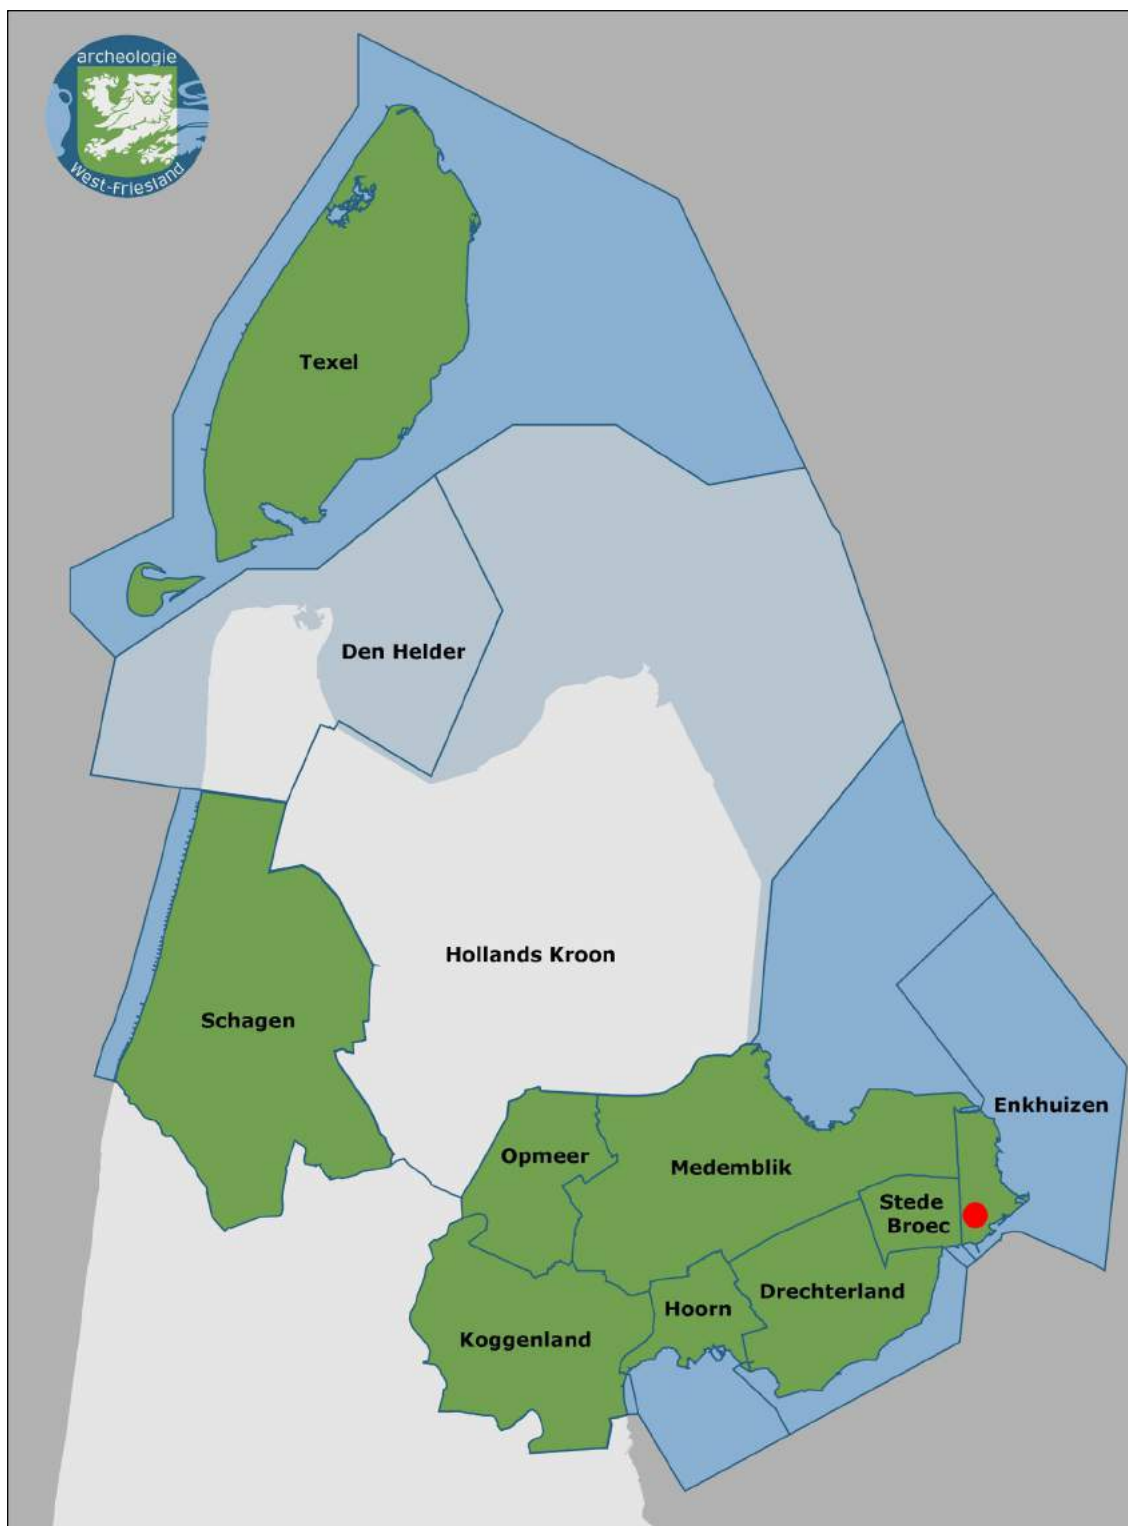 archeologie
West-Friesland
Texel
Den Helder
Hollands Kroon
Schagen
Enkhuizen
Opmeer
Medemblik
Stede
Broec
Drechterland
Hoorn
Koggenland